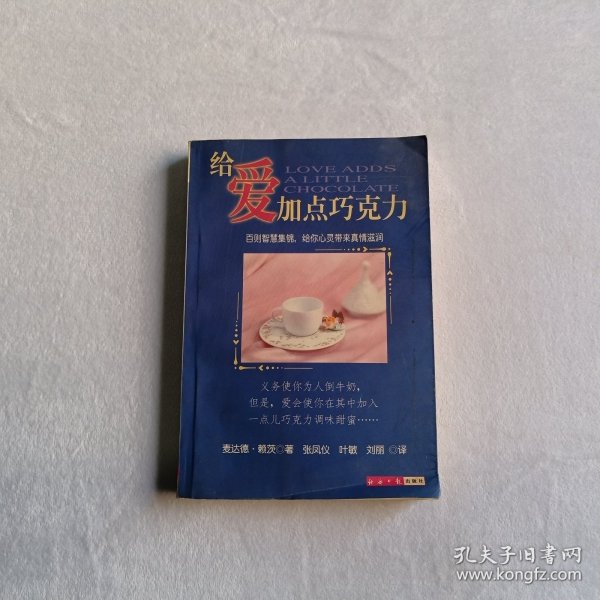 给爱加点巧克力
LOVE ADDS
A LITTLE
CHOCOLATE
百则智慧集锦，给你心灵带来真情滋润
义务使你为人倒牛奶，
但是，爱会使你在其中加入
一点儿巧克力调味甜蜜……
麦达德·赖茨◎著 张凤仪 叶敏 刘丽◎译
经济日报出版社
孔夫子旧书网
www.kongfz.com